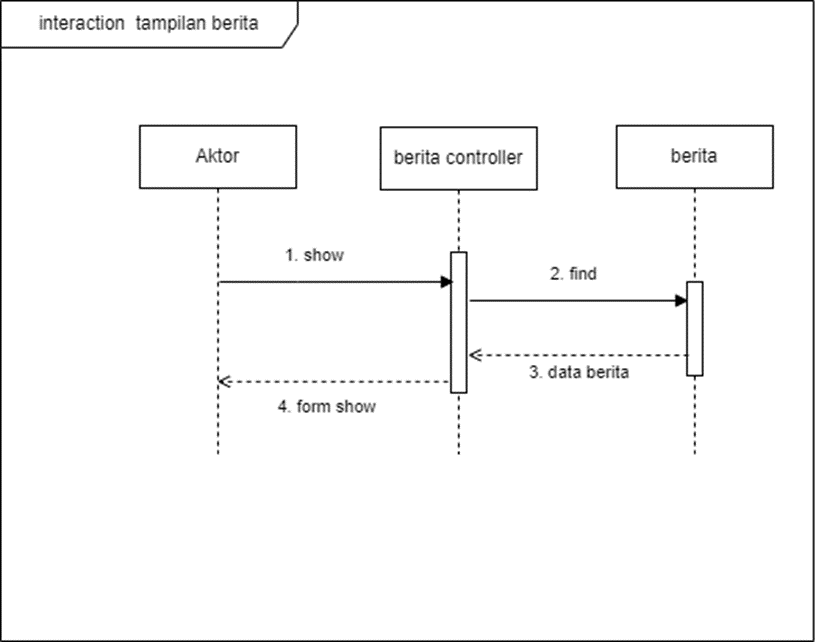 interaction  tampilan berita
Aktor
berita controller
berita
1. show
2. find
3. data berita
4. form show